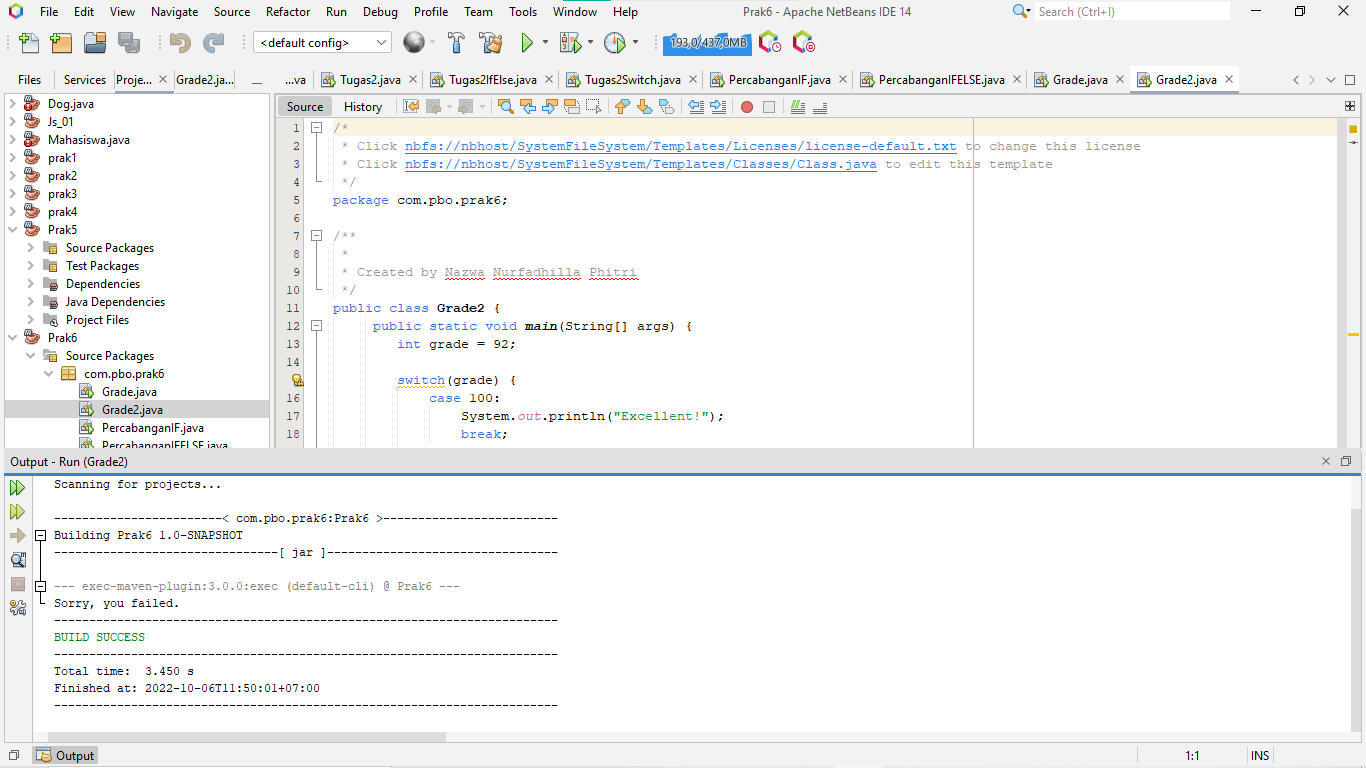 File Edit View Navigate Source Refactor Run Debug Profile Team Tools Window Help Prak6 - Apache NetBeans IDE 14 Search (Ctrl+I)
<default config> 193,0/437,0MB
Files Services Proje... Grade2.ja... ...va Tugas2.java Tugas2IfElse.java Tugas2Switch.java PercabanganIF.java PercabanganIFELSE.java Grade.java Grade2.java
Source History
Dog.java
Js_01
Mahasiswa.java
prak1
prak2
prak3
prak4
Prak5
Source Packages
Test Packages
Dependencies
Java Dependencies
Project Files
Prak6
Source Packages
com.pbo.prak6
Grade.java
Grade2.java
PercabanganIF.java
PercabanganIFELSE.java
1 /*
2 * Click nbfs://nbhost/SystemFileSystem/Templates/Licenses/license-default.txt to change this license
3 * Click nbfs://nbhost/SystemFileSystem/Templates/Classes/Class.java to edit this template
4 */
5 package com.pbo.prak6;
6
7 /**
8 *
9 * Created by Nazwa Nurfadhilla Phitri
10 */
11 public class Grade2 {
12 public static void main(String[] args) {
13 int grade = 92;
14
switch(grade) {
16 case 100:
17 System.out.println("Excellent!");
18 break;
Output - Run (Grade2)
Scanning for projects...
------------------------< com.pbo.prak6:Prak6 >-------------------------
Building Prak6 1.0-SNAPSHOT
--------------------------------[ jar ]---------------------------------
--- exec-maven-plugin:3.0.0:exec (default-cli) @ Prak6 ---
Sorry, you failed.
------------------------------------------------------------------------
BUILD SUCCESS
------------------------------------------------------------------------
Total time:  3.450 s
Finished at: 2022-10-06T11:50:01+07:00
------------------------------------------------------------------------
Output 1:1 INS